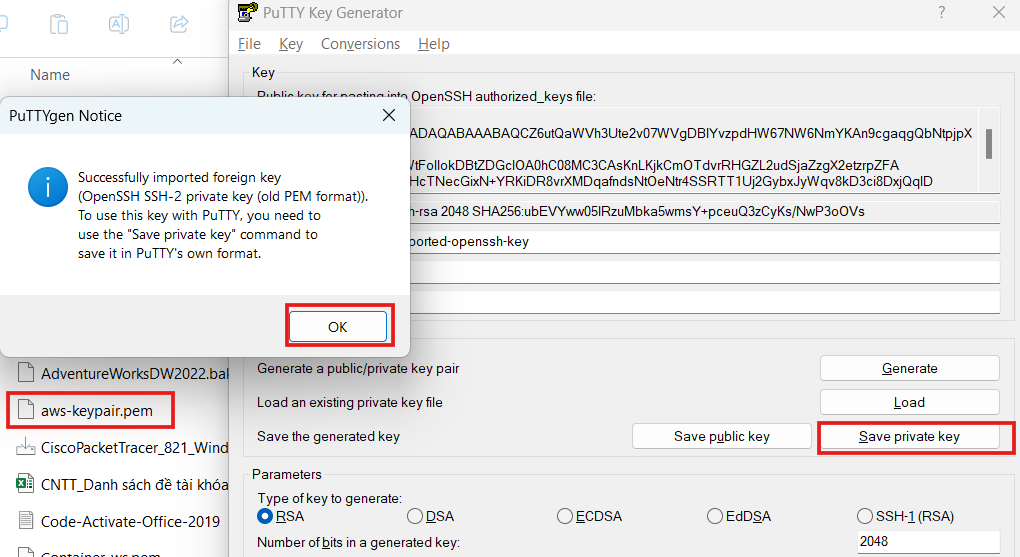 PuTTY Key Generator
?
File Key Conversions Help
Name
Key
Public key for pasting into OpenSSH authorized_keys file:
PuTTYgen Notice
ADAQABAAABAQCZ6utQaWVh3Ute2v07WVgDBIYvzpdHW67NW6NmYKAn9cgaqgQbNtpjpX
WtFoIlokDBtZDGclOA0hC08MC3CAsKnLKjkCmOTdvrRHGZL2udSjaZzgX2etzrpZFA
HcTNecGixN+YRKiDR8vrXMDqafndsNtOeNtr4SSRTT1Uj2GybxJyWqv8kD3ci8DxjQqlD
Successfully imported foreign key
(OpenSSH SSH-2 private key (old PEM format)).
To use this key with PuTTY, you need to
use the "Save private key" command to
save it in PuTTY's own format.
-rsa 2048 SHA256:ubEVYww05lRzuMbka5wmsY+pceuQ3zCyKs/NwP3oOVs
ported-openssh-key
OK
AdventureWorksDW2022.bak
aws-keypair.pem
CiscoPacketTracer_821_Wind
CNTT_Danh sách đề tài khóa
Code-Activate-Office-2019
Container-ws.pem
Generate a public/private key pair
Generate
Load an existing private key file
Load
Save the generated key
Save public key
Save private key
Parameters
Type of key to generate:
RSA DSA ECDSA EdDSA SSH-1 (RSA)
Number of bits in a generated key:
2048